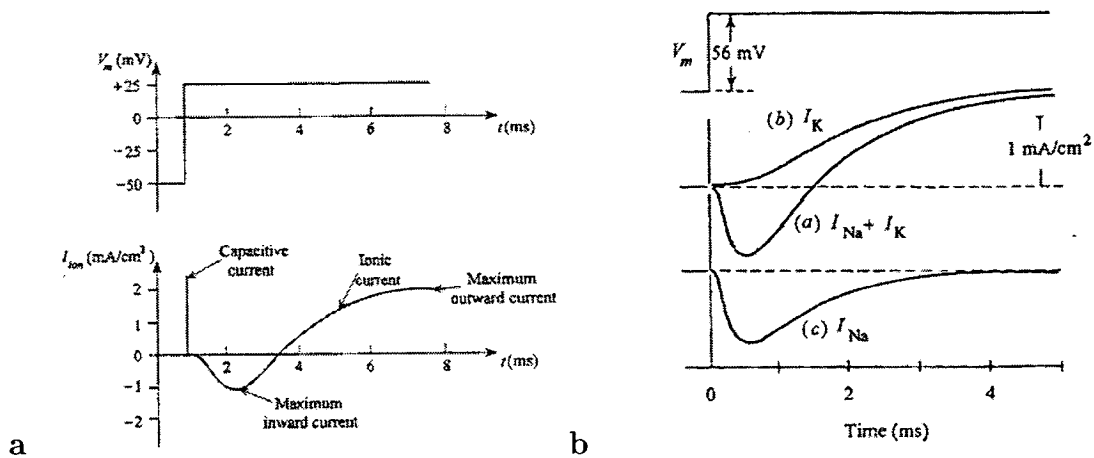 V_m (mV)
+25
0
−25
−50
2
4
6
8
t(ms)
I_ion (mA/cm²)
Capacitive
current
Ionic
current
Maximum
outward current
2
1
0
−1
−2
2
4
6
8
t(ms)
Maximum
inward current
a
V_m
56 mV
(b) I_K
1 mA/cm²
(a) I_Na + I_K
(c) I_Na
0
2
4
Time (ms)
b